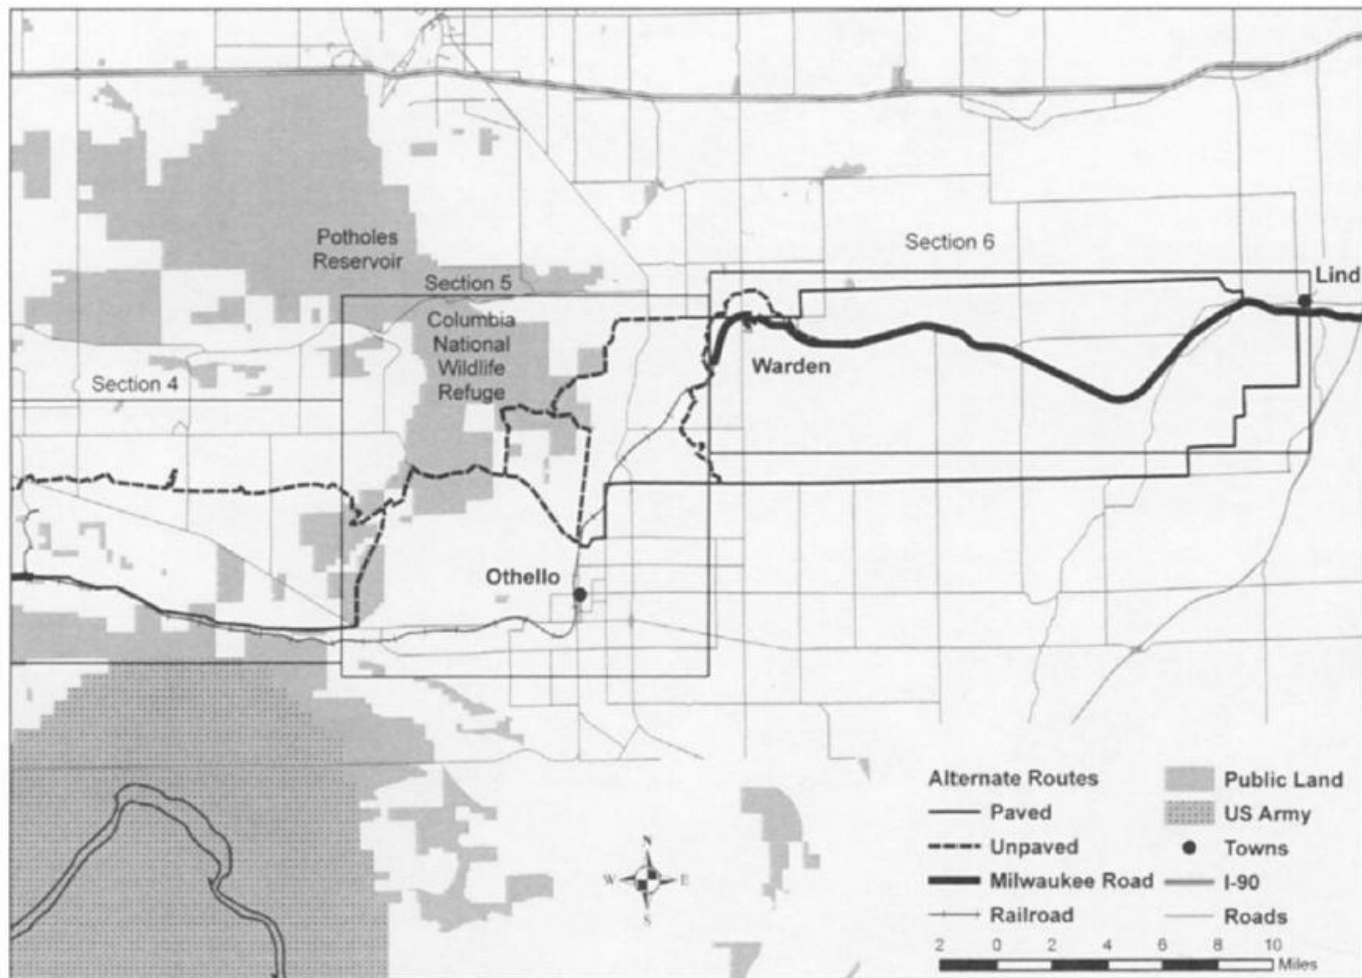 Section 6
Potholes
Reservoir
Lind
Section 5
Columbia
National
Wildlife
Refuge
Warden
Section 4
Othello
Alternate Routes
Paved
Unpaved
Milwaukee Road
Railroad
Public Land
US Army
Towns
I-90
Roads
N
W E
S
2 0 2 4 6 8 10
Miles